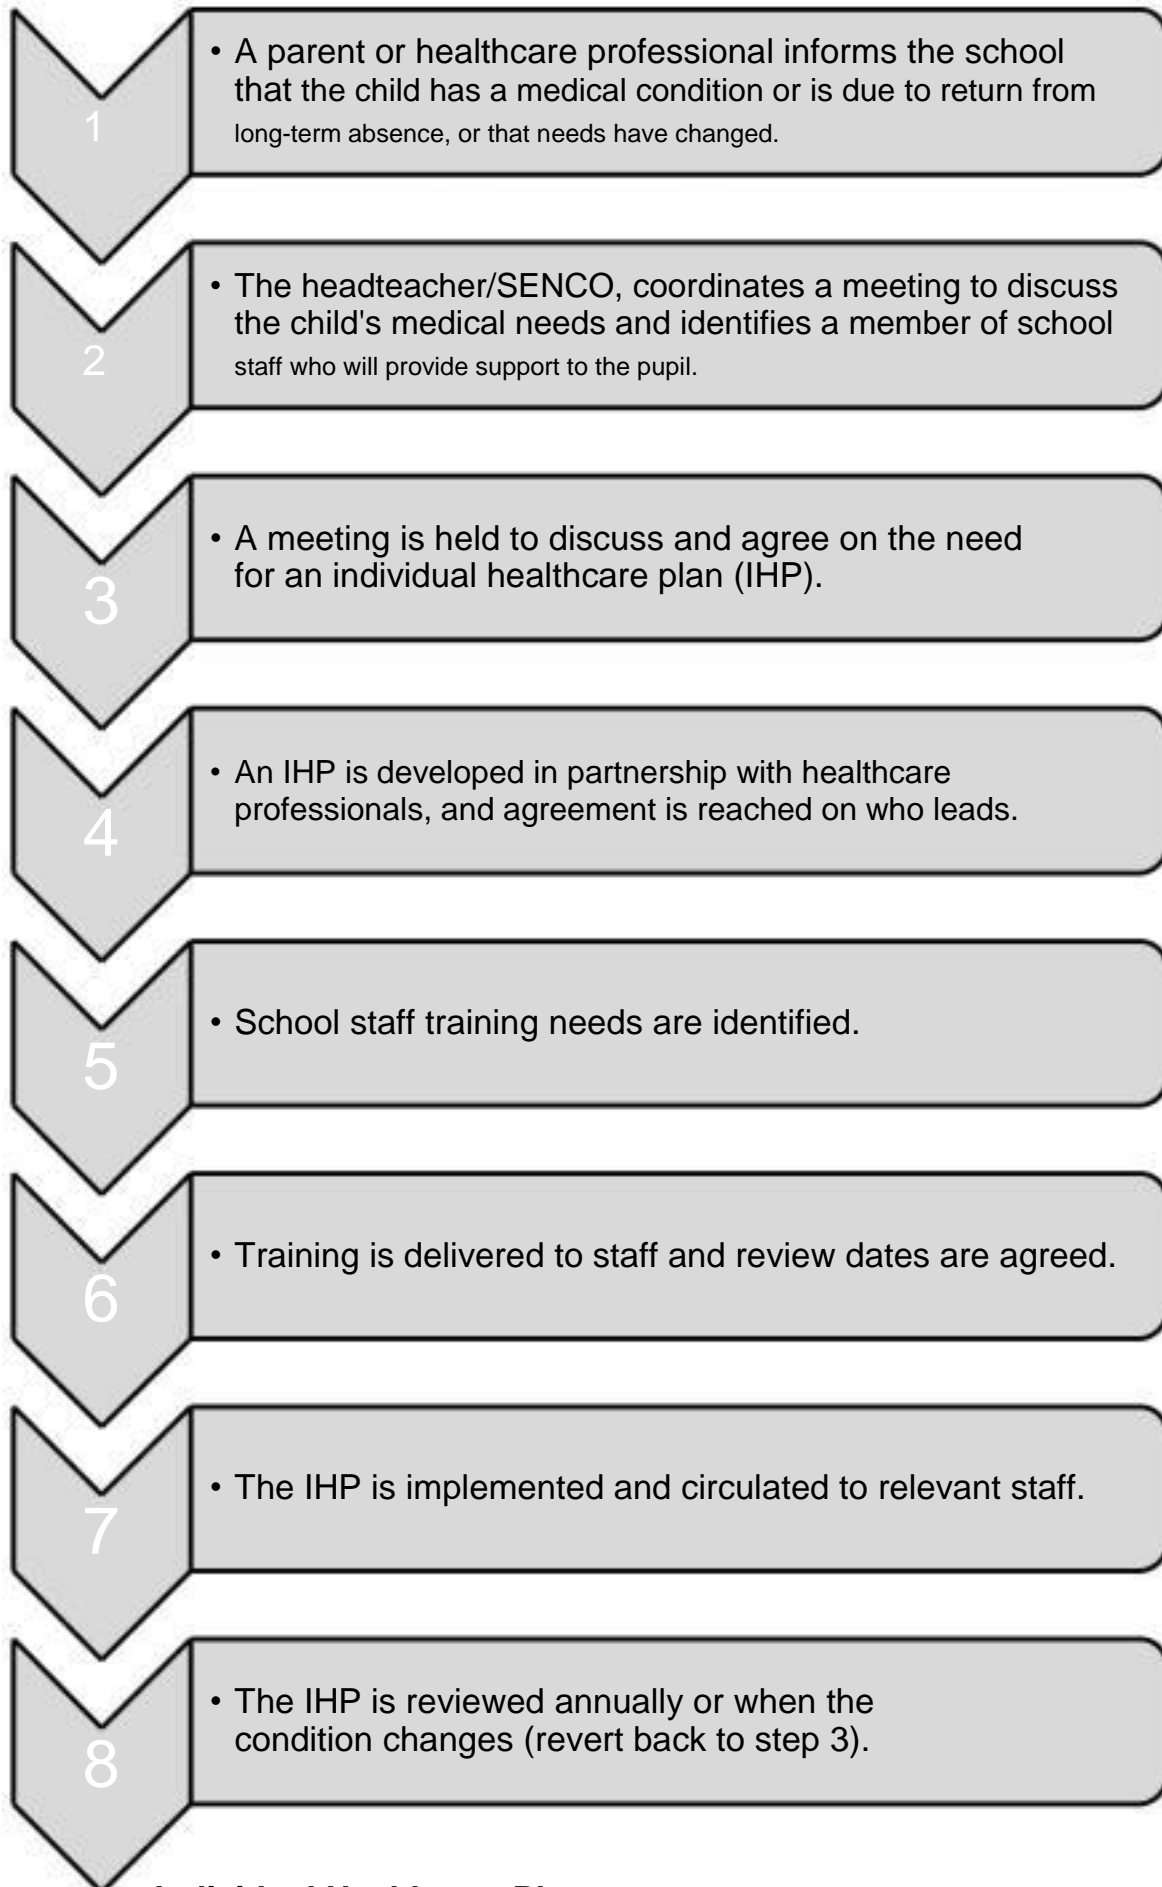 1
• A parent or healthcare professional informs the school
that the child has a medical condition or is due to return from
long-term absence, or that needs have changed.
2
• The headteacher/SENCO, coordinates a meeting to discuss
the child's medical needs and identifies a member of school
staff who will provide support to the pupil.
3
• A meeting is held to discuss and agree on the need
for an individual healthcare plan (IHP).
4
• An IHP is developed in partnership with healthcare
professionals, and agreement is reached on who leads.
5
• School staff training needs are identified.
6
• Training is delivered to staff and review dates are agreed.
7
• The IHP is implemented and circulated to relevant staff.
8
• The IHP is reviewed annually or when the
condition changes (revert back to step 3).